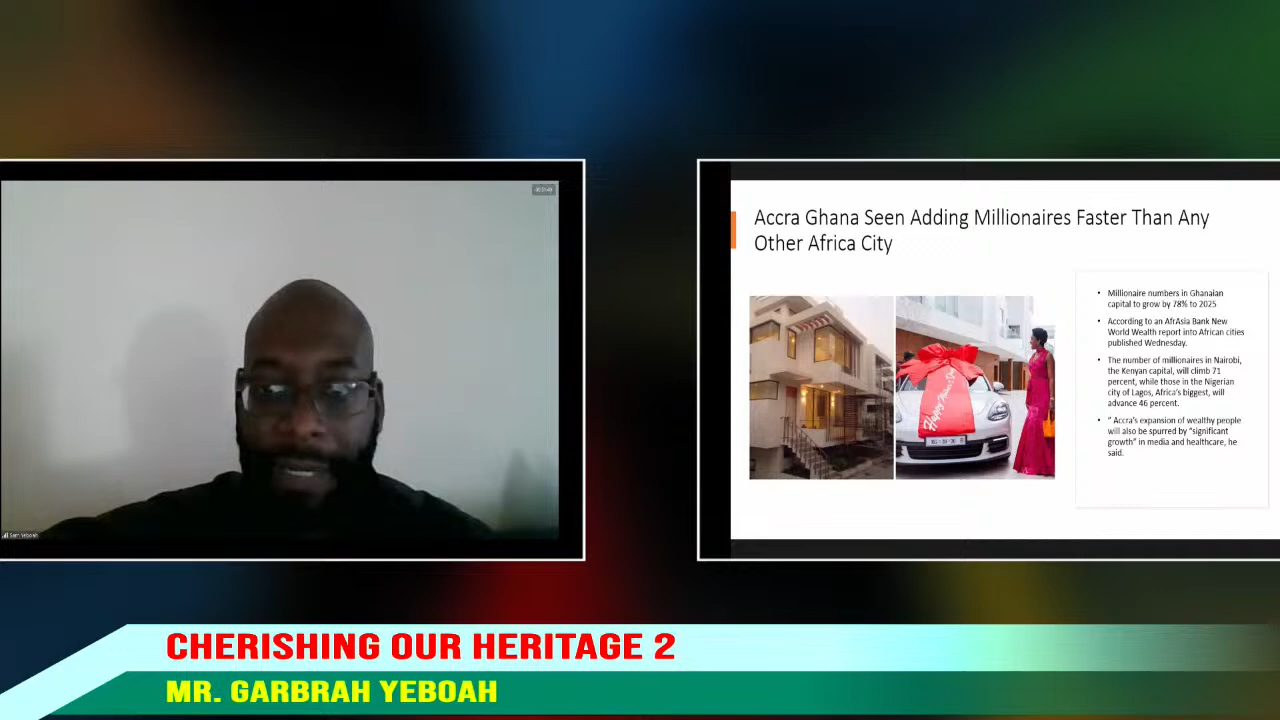 Accra Ghana Seen Adding Millionaires Faster Than Any
Other Africa City
• Millionaire numbers in Ghanaian
capital to grow by 78% to 2025
• According to an AfrAsia Bank New
World Wealth report into African cities
published Wednesday.
• The number of millionaires in Nairobi,
the Kenyan capital, will climb 71
percent, while those in the Nigerian
city of Lagos, Africa's biggest, will
advance 46 percent.
• " Accra's expansion of wealthy people
will also be spurred by "significant
growth" in media and healthcare, he
said.
Sam Yeboah
CHERISHING OUR HERITAGE 2
MR. GARBRAH YEBOAH